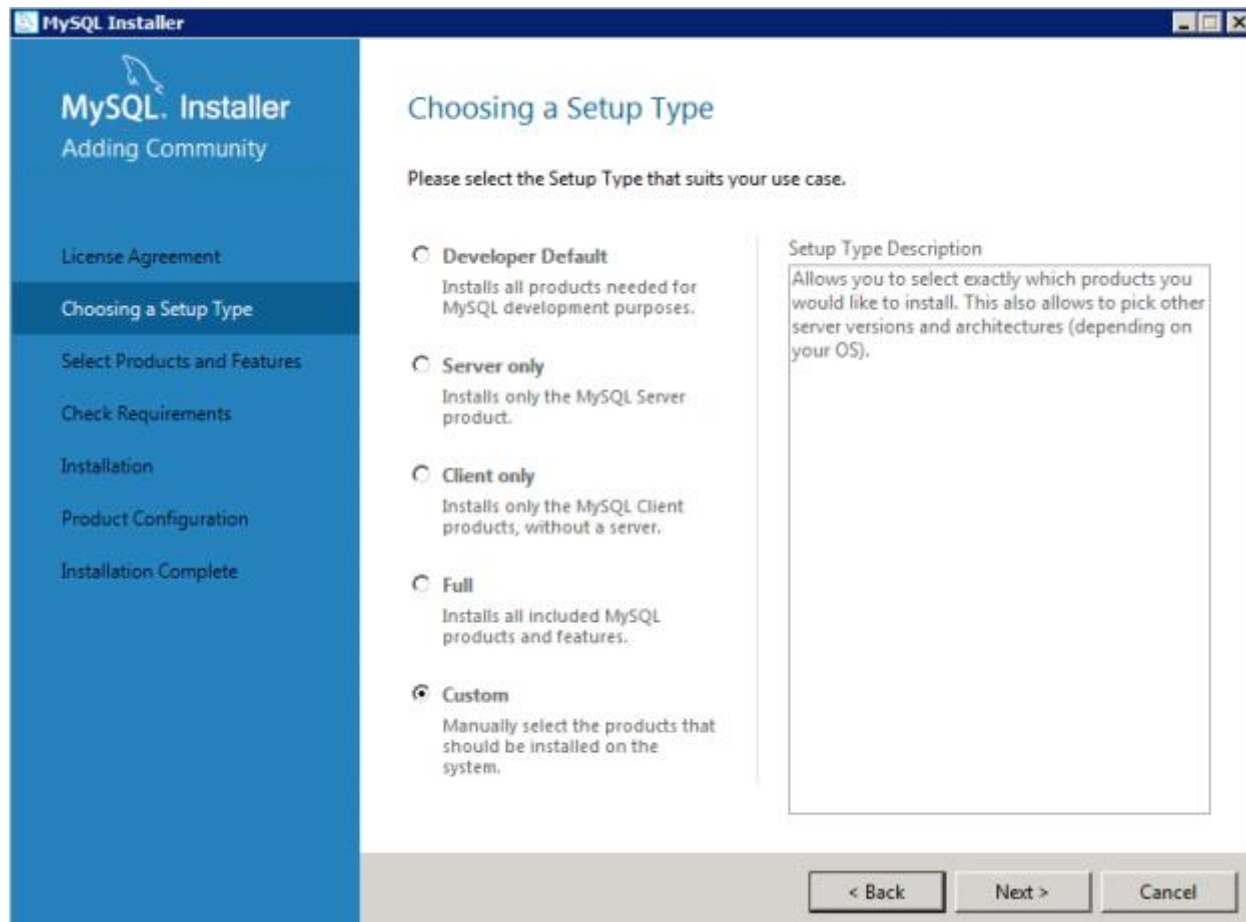 MySQL Installer
MySQL. Installer
Adding Community
License Agreement
Choosing a Setup Type
Select Products and Features
Check Requirements
Installation
Product Configuration
Installation Complete
Choosing a Setup Type
Please select the Setup Type that suits your use case.
Developer Default
Installs all products needed for
MySQL development purposes.
Server only
Installs only the MySQL Server
product.
Client only
Installs only the MySQL Client
products, without a server.
Full
Installs all included MySQL
products and features.
Custom
Manually select the products that
should be installed on the
system.
Setup Type Description
Allows you to select exactly which products you
would like to install. This also allows to pick other
server versions and architectures (depending on
your OS).
< Back
Next >
Cancel